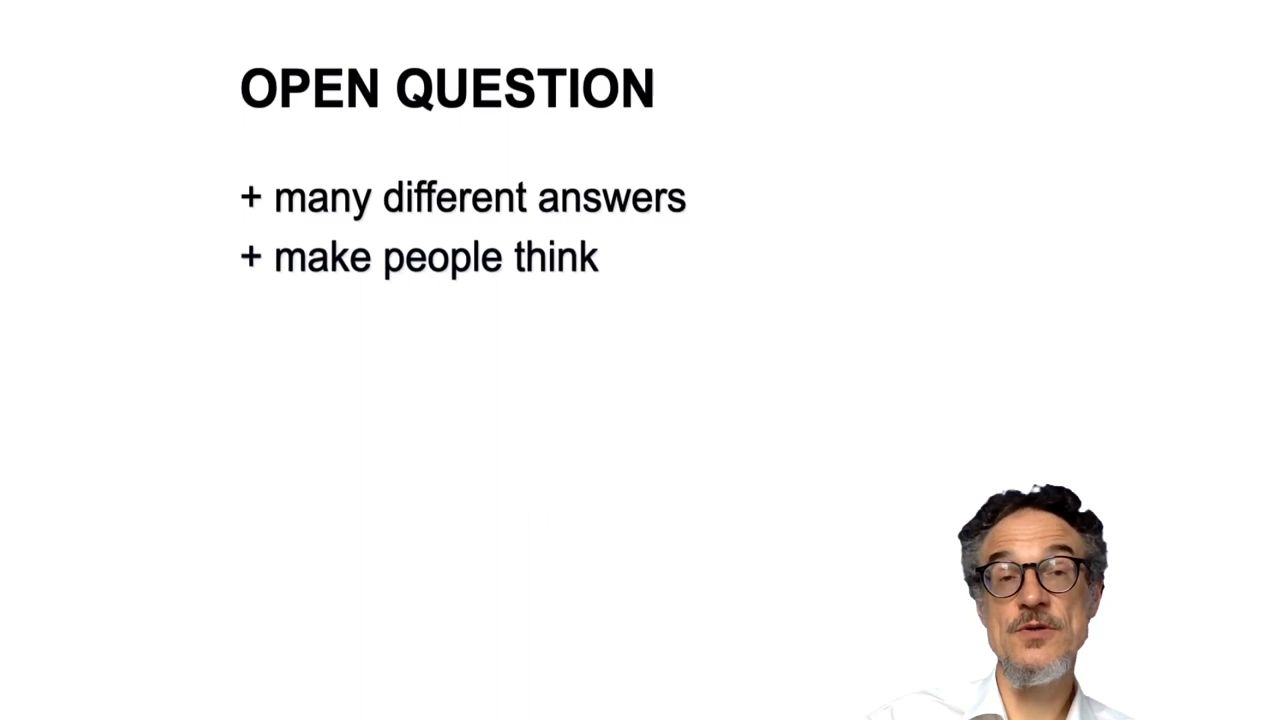 OPEN QUESTION
+ many different answers
+ make people think